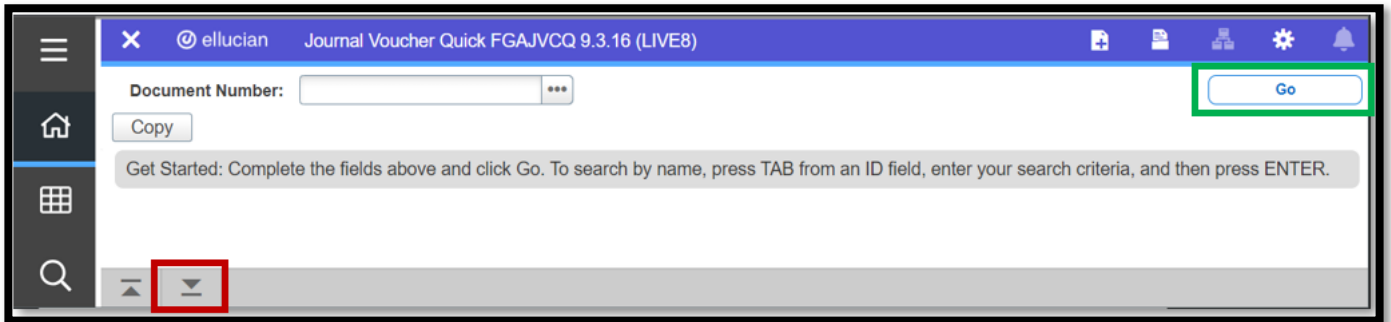 ellucian Journal Voucher Quick FGAJVCQ 9.3.16 (LIVE8)
Document Number: Go
Copy
Get Started: Complete the fields above and click Go. To search by name, press TAB from an ID field, enter your search criteria, and then press ENTER.